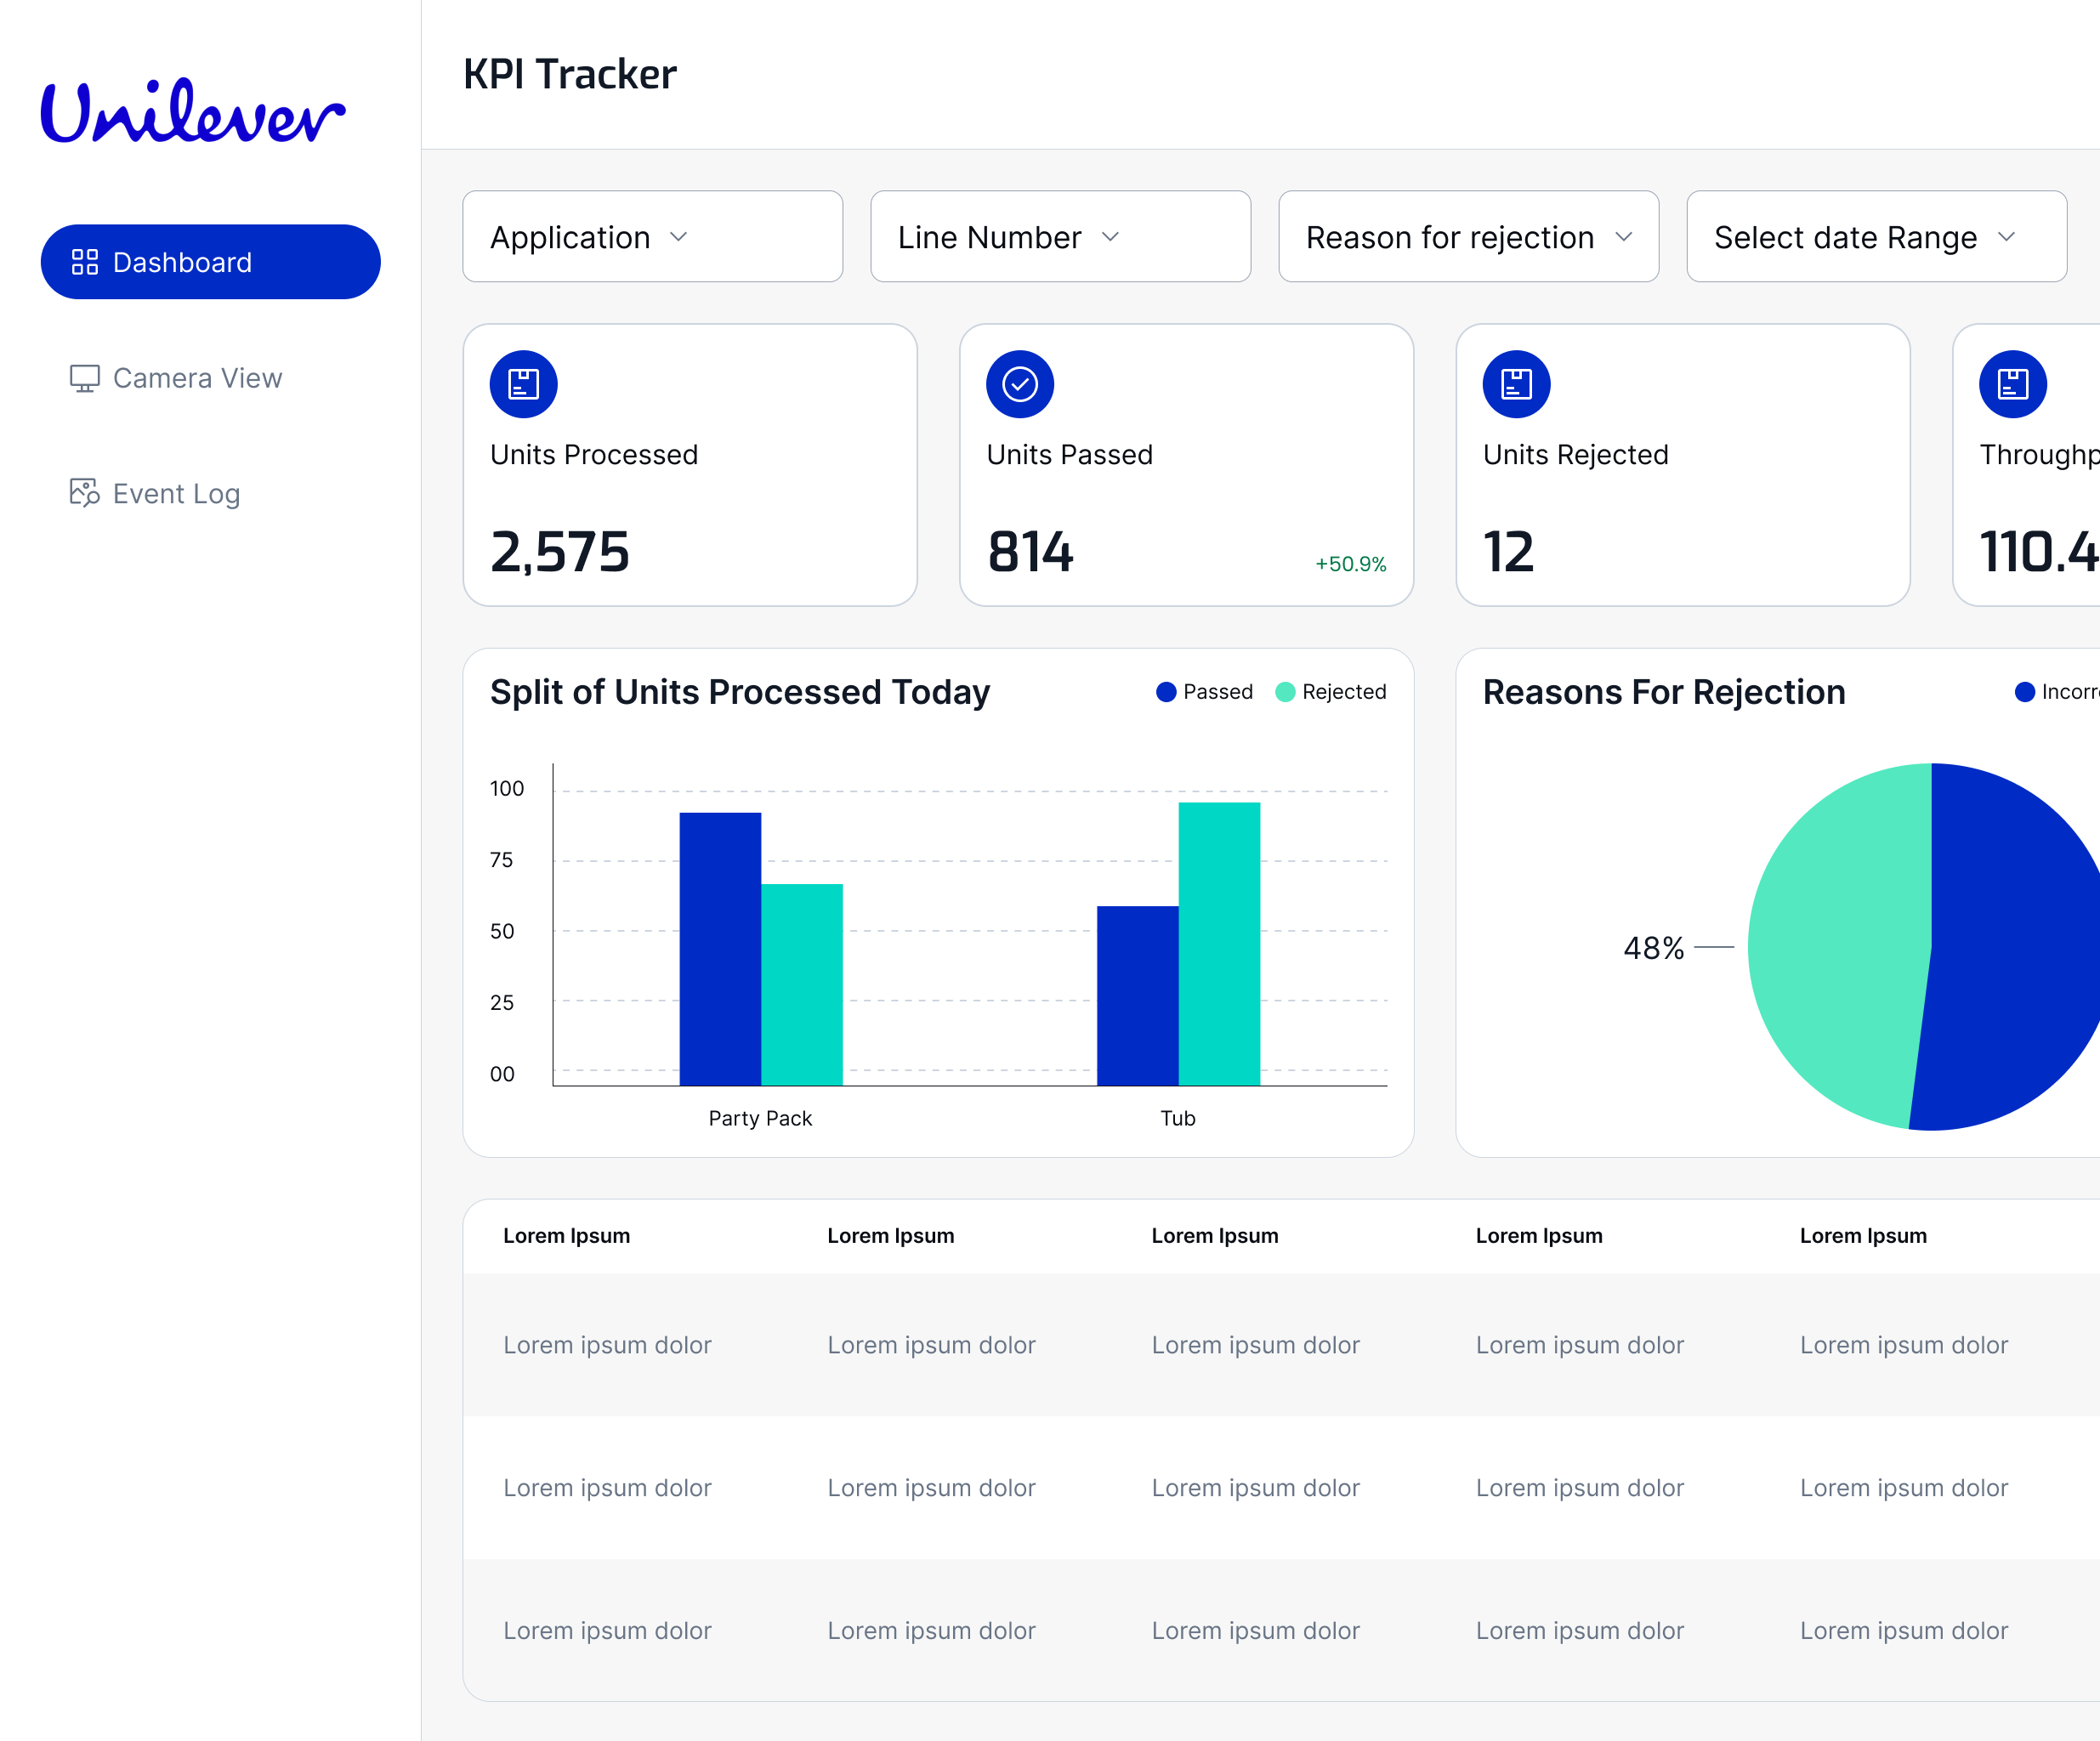 Unilever
KPI Tracker
Dashboard
Camera View
Event Log
Application
Line Number
Reason for rejection
Select date Range
Units Processed
2,575
Units Passed
814
+50.9%
Units Rejected
12
110.4
Split of Units Processed Today
Passed
Rejected
100
75
50
25
00
Party Pack
Tub
Reasons For Rejection
48%
Lorem Ipsum Lorem Ipsum Lorem Ipsum Lorem Ipsum Lorem Ipsum
Lorem ipsum dolor Lorem ipsum dolor Lorem ipsum dolor Lorem ipsum dolor Lorem ipsum dolor
Lorem ipsum dolor Lorem ipsum dolor Lorem ipsum dolor Lorem ipsum dolor Lorem ipsum dolor
Lorem ipsum dolor Lorem ipsum dolor Lorem ipsum dolor Lorem ipsum dolor Lorem ipsum dolor